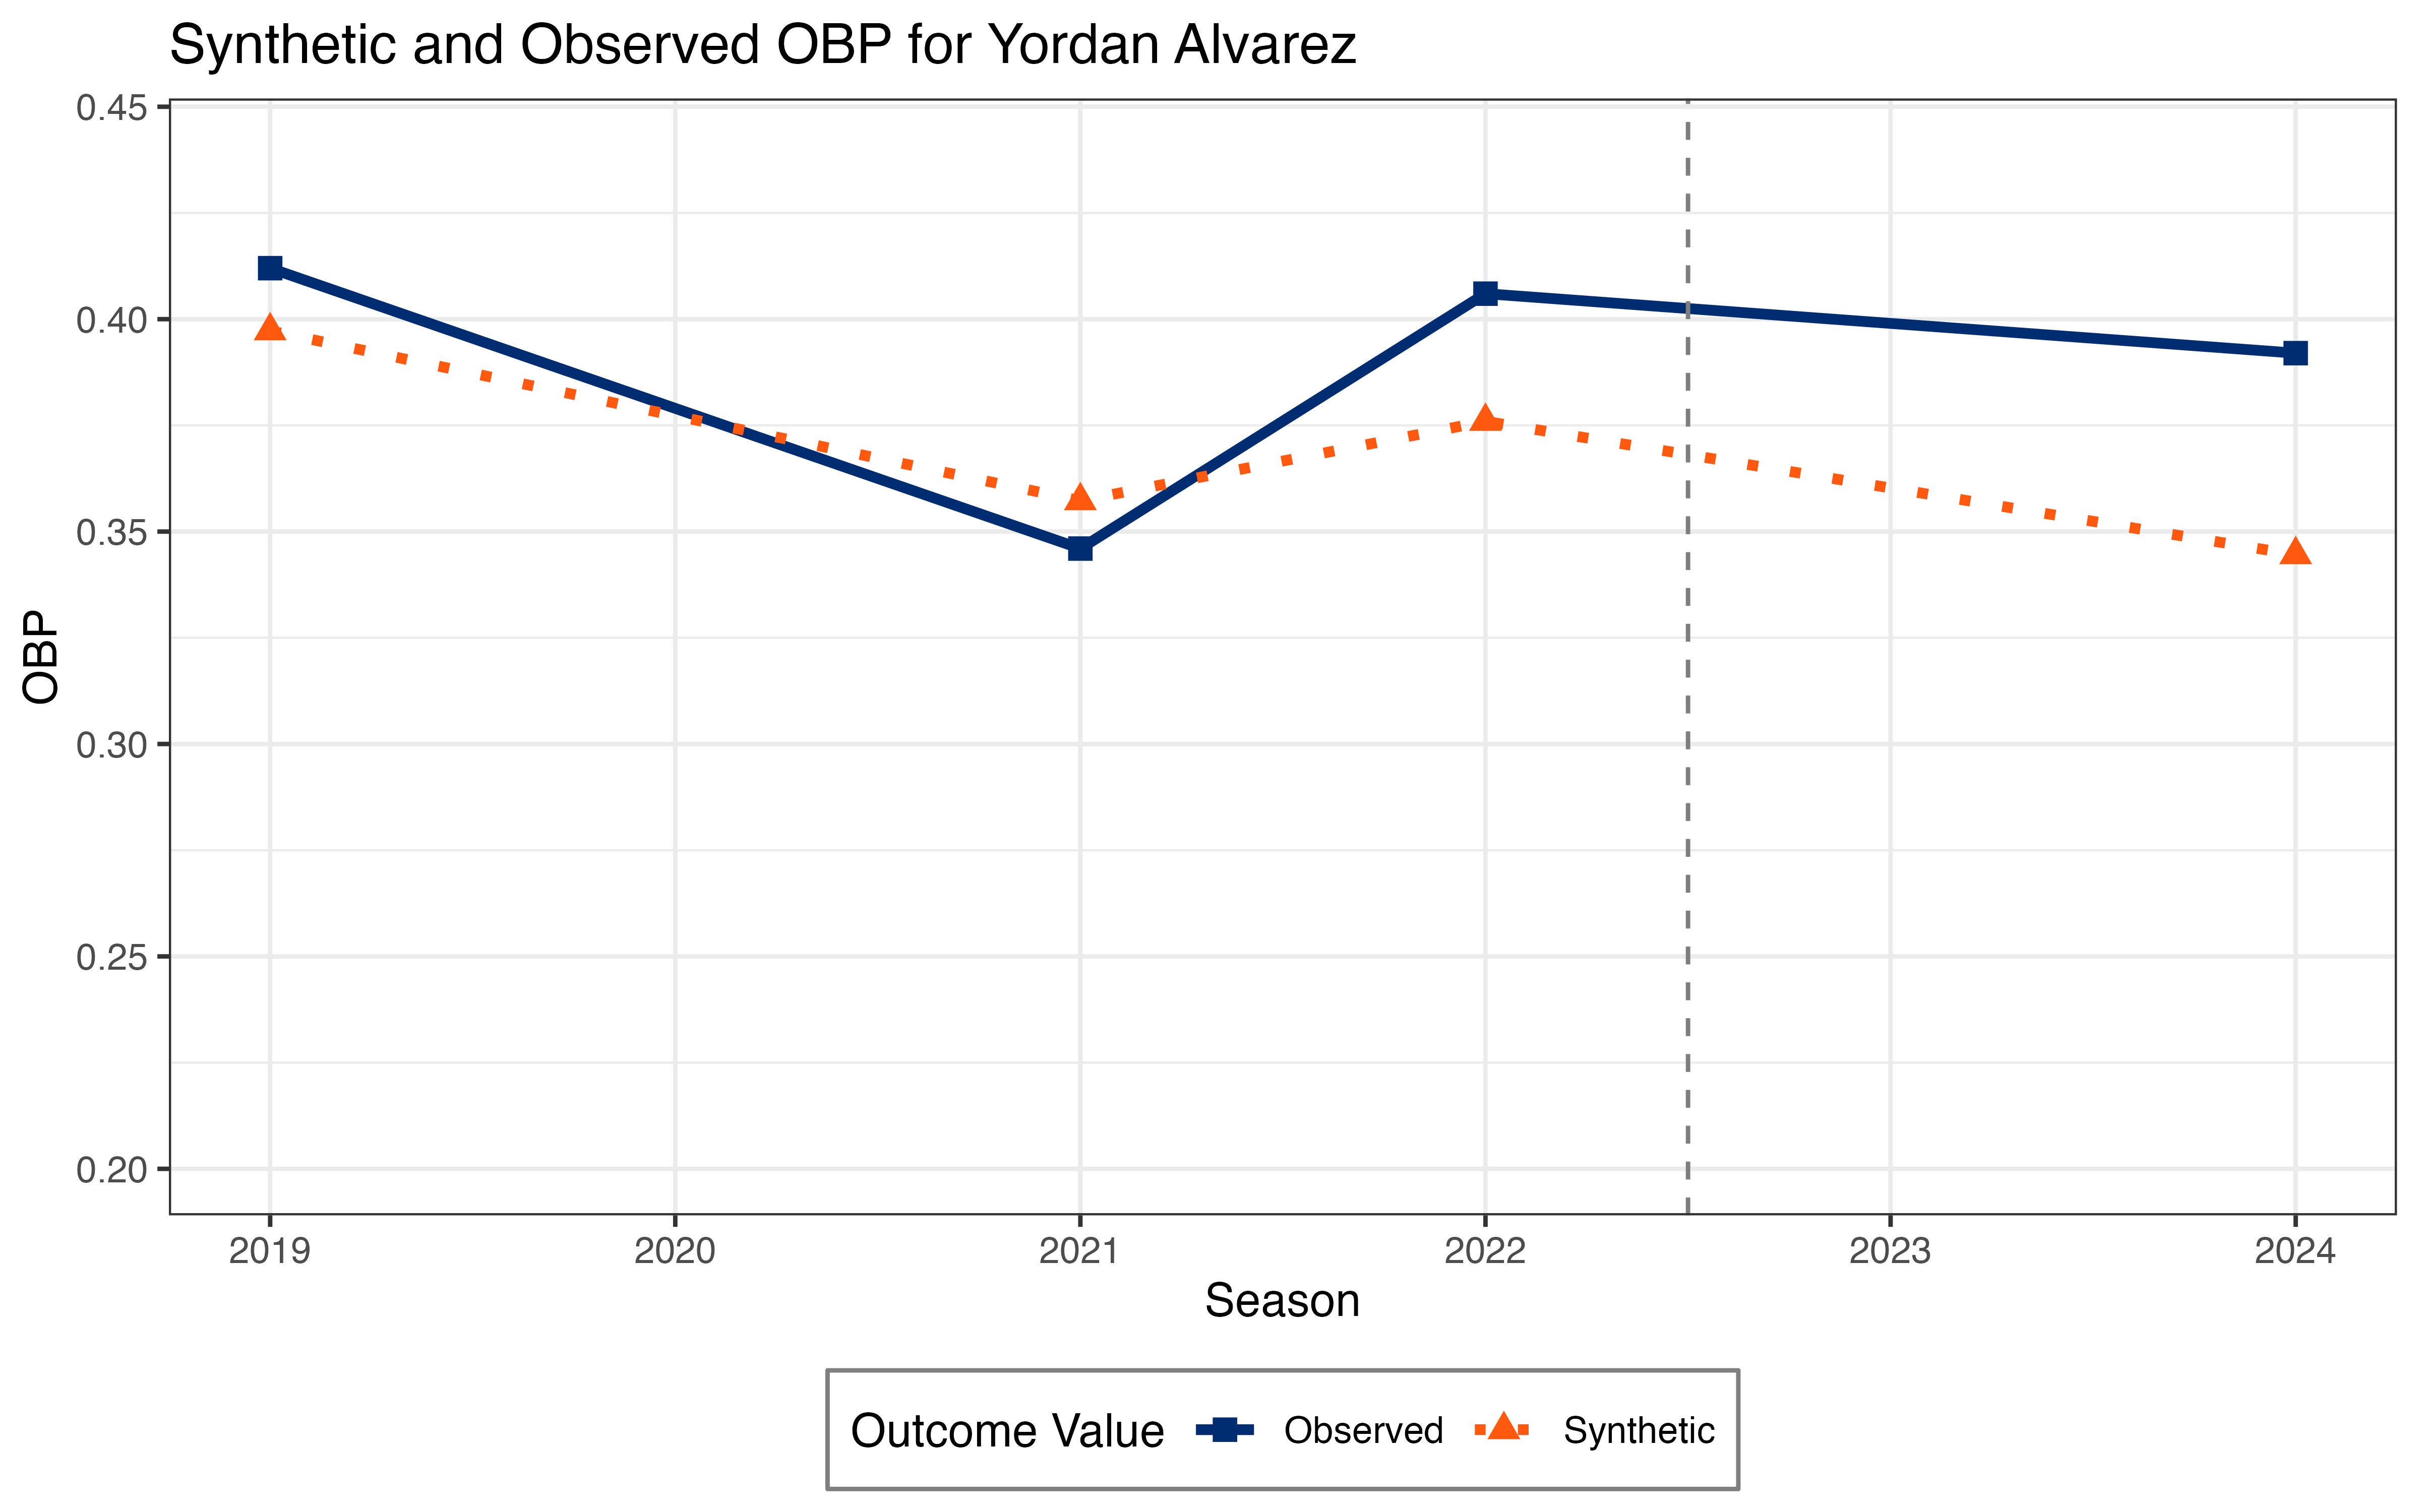 Synthetic and Observed OBP for Yordan Alvarez
0.45
0.40
0.35
0.30
0.25
0.20
OBP
2019 2020 2021 2022 2023 2024
Season
Outcome Value Observed Synthetic